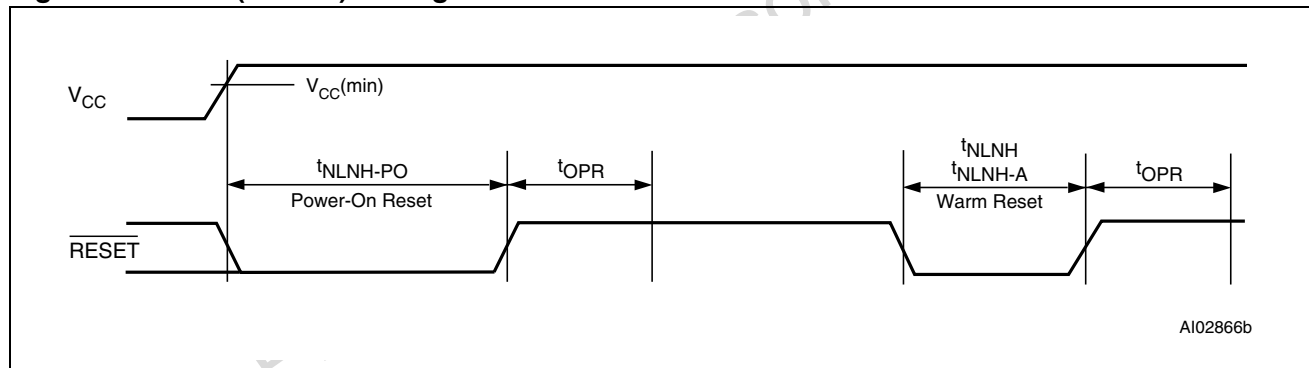 VCC
VCC(min)
tNLNH-PO
Power-On Reset
tOPR
tNLNH
tNLNH-A
Warm Reset
tOPR
RESET
AI02866b